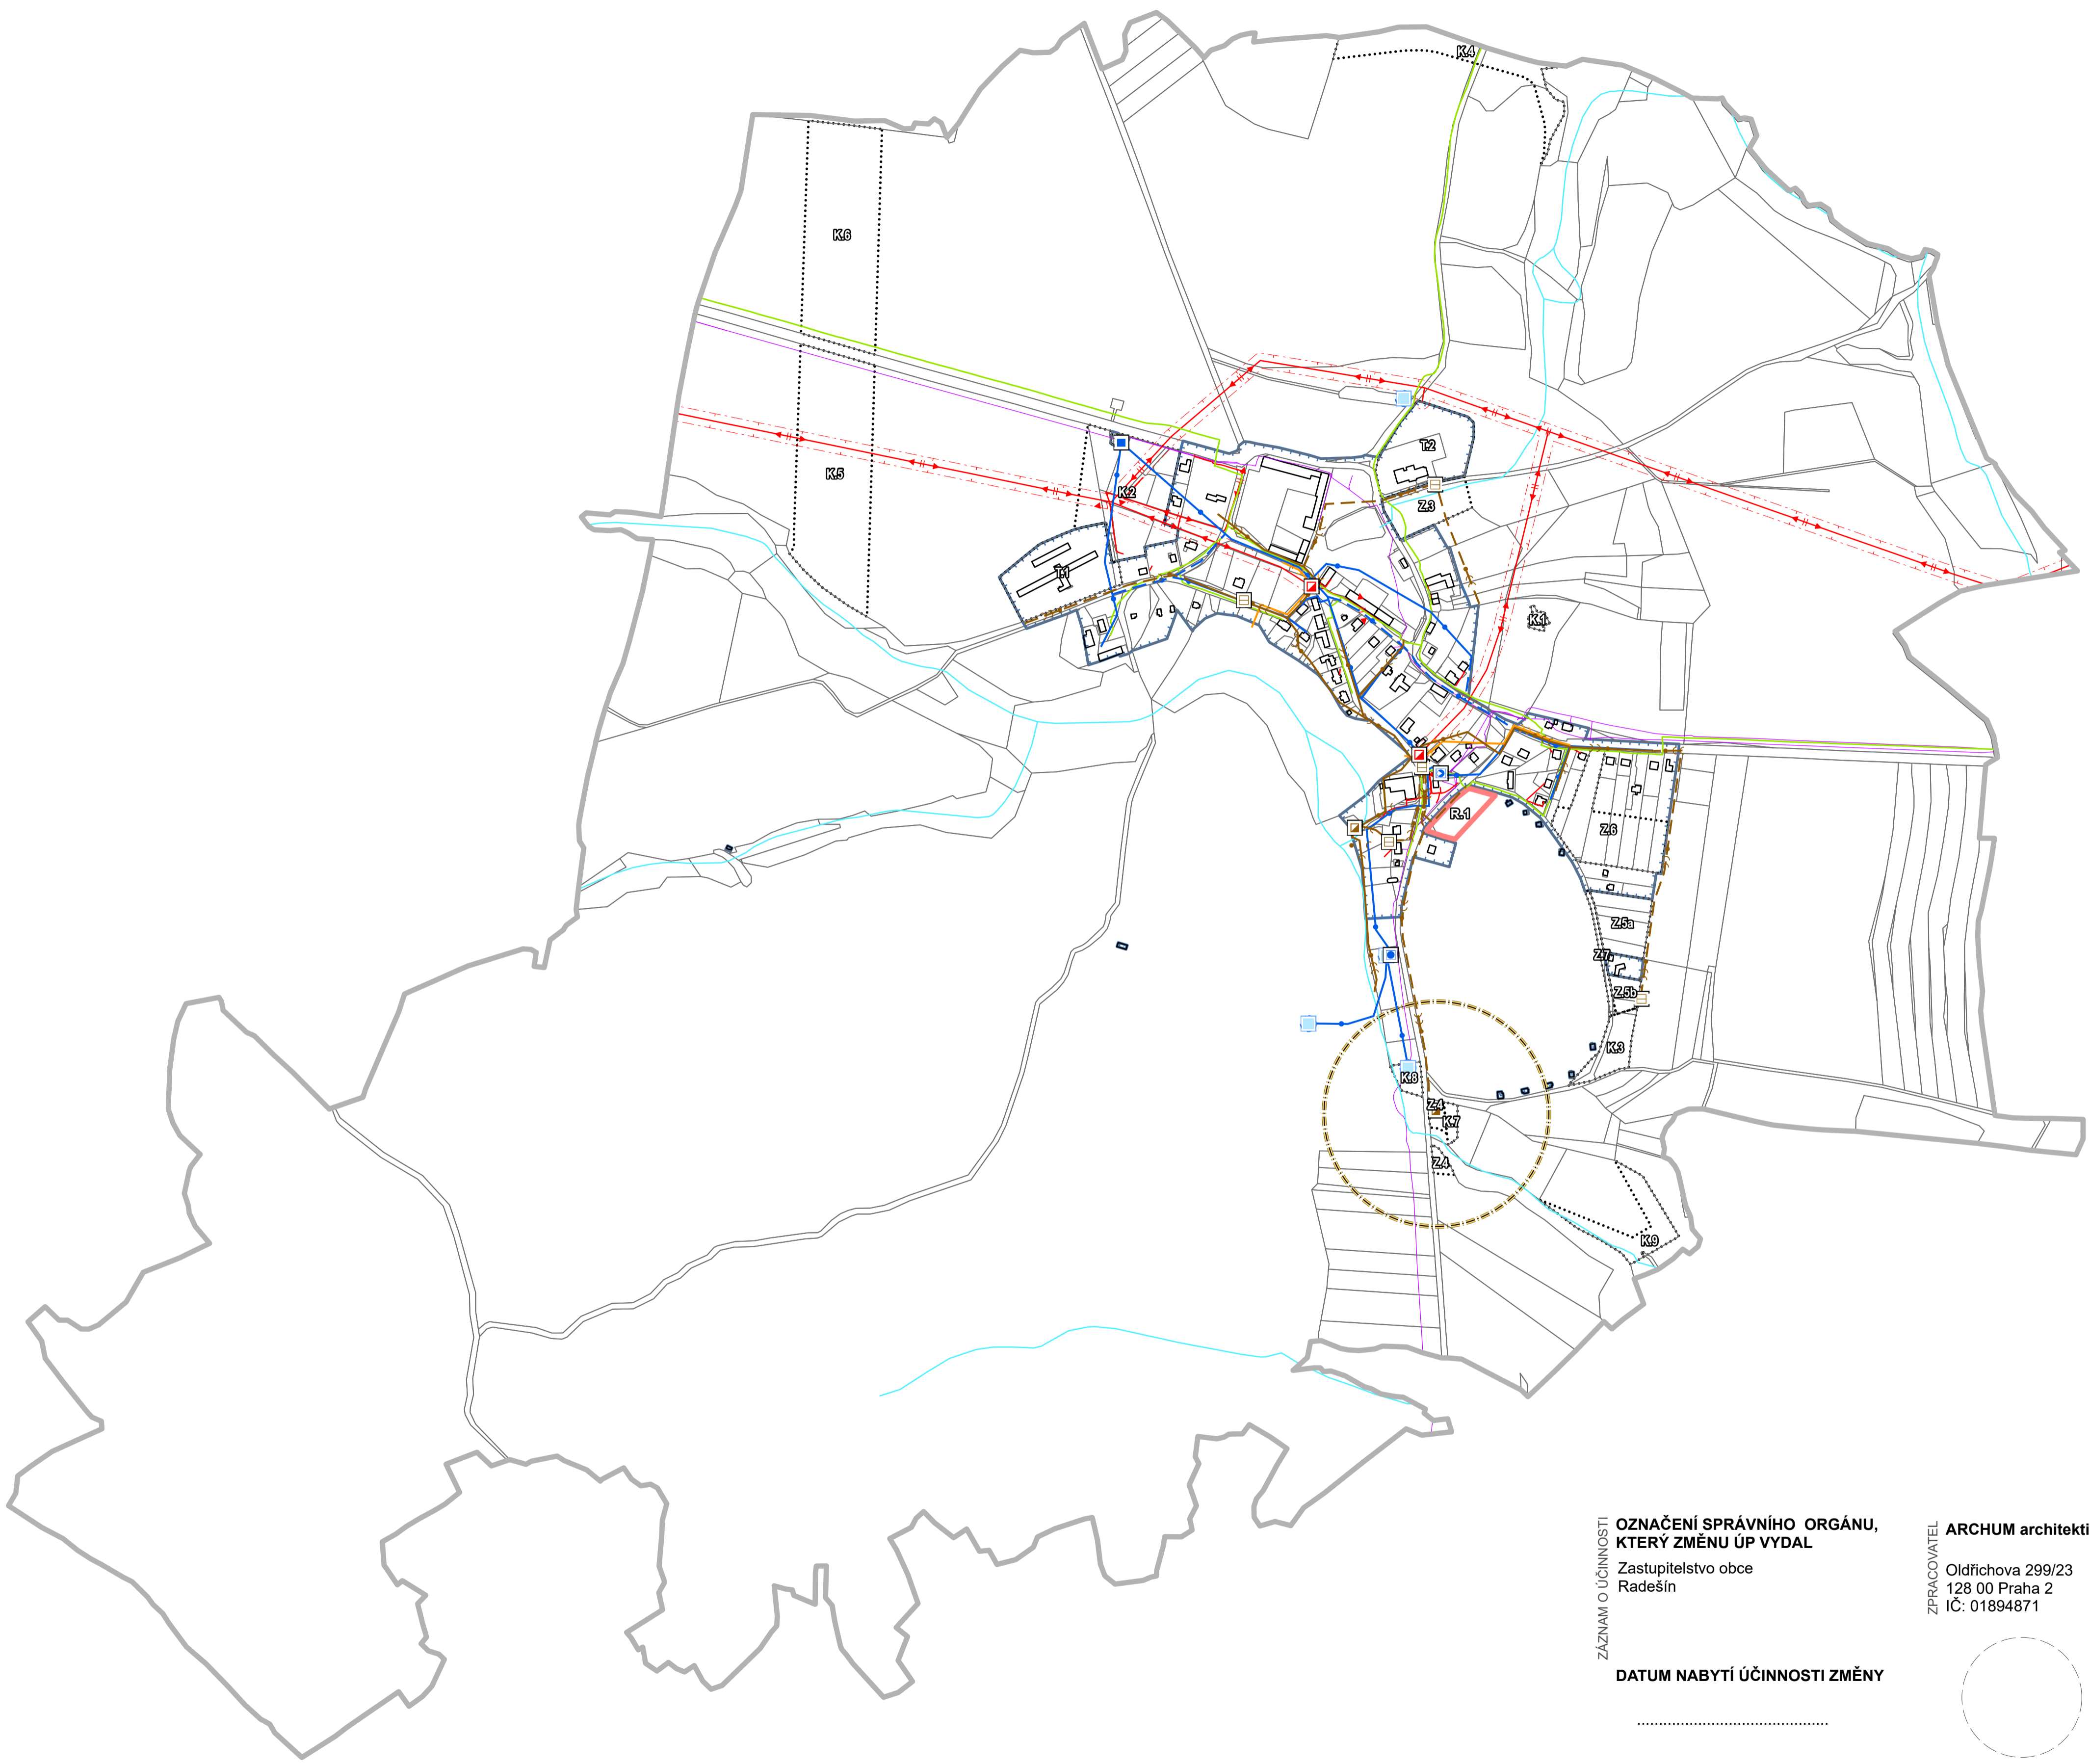 K.4
K.6
K.5
K.2
T.2
Z.3
T.1
K.1
R.1
Z.6
Z.5a
Z.7
Z.5b
K.3
K.8
Z.4
K.7
Z.4
K.9
ZÁZNAM O ÚČINNOSTI
OZNAČENÍ SPRÁVNÍHO ORGÁNU,
KTERÝ ZMĚNU ÚP VYDAL
Zastupitelstvo obce
Radešín
DATUM NABYTÍ ÚČINNOSTI ZMĚNY
............................................
ZPRACOVATEL
ARCHUM architekti
Oldřichova 299/23
128 00 Praha 2
IČ: 01894871